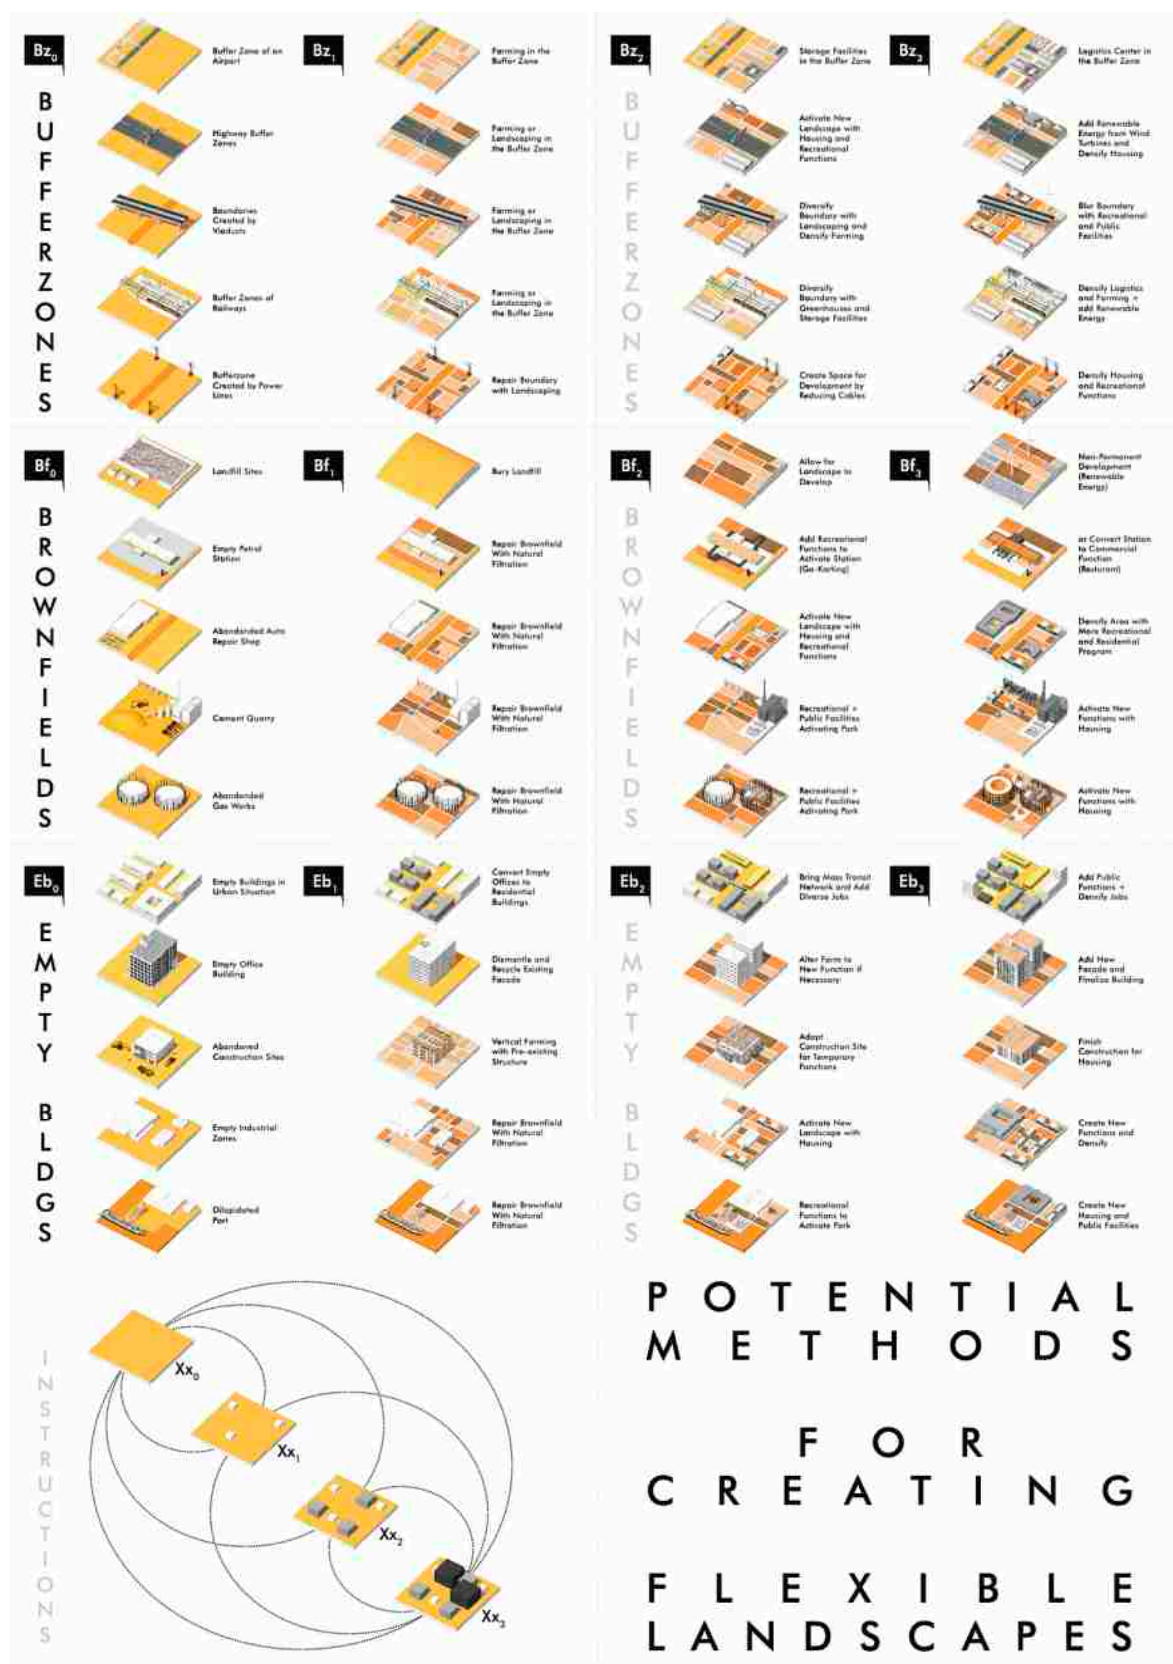 Bz0
Buffer Zone of an
Airport
Bz1
Farming in the
Buffer Zone
Bz2
Storage Facilities
in the Buffer Zone
Bz3
Logistics Center in
the Buffer Zone
BUFFERZONES
BUFFERZONES
Highway Buffer
Zones
Farming or
Landscaping in
the Buffer Zone
Activate New
Landscape with
Housing and
Recreational
Functions
Add Renewable
Energy from Wind
Turbines and
Densify Housing
Boundaries
Created by
Viaducts
Farming or
Landscaping in
the Buffer Zone
Diversify
Boundary with
Landscaping and
Densify Farming
Blur Boundary
with Recreational
and Public
Facilities
Buffer Zones of
Railways
Farming or
Landscaping in
the Buffer Zone
Diversify
Boundary with
Greenhouses and
Storage Facilities
Densify Logistics
and Farming +
add Renewable
Energy
Bufferzone
Created by Power
Lines
Repair Boundary
with Landscaping
Create Space for
Development by
Reducing Cables
Densify Housing
and Recreational
Functions
Bf0
Landfill Sites
Bf1
Bury Landfill
Bf2
Allow for
Landscape to
Develop
Bf3
Non-Permanent
Development
(Renewable
Energy)
BROWNFIELDS
BROWNFIELDS
Empty Petrol
Station
Repair Brownfield
With Natural
Filtration
Add Recreational
Functions to
Activate Station
(Go-Karting)
or Convert Station
to Commercial
Function
(Resturant)
Abandonded Auto
Repair Shop
Repair Brownfield
With Natural
Filtration
Activate New
Landscape with
Housing and
Recreational
Functions
Densify Area with
More Recreational
and Residential
Program
Cement Quarry
Repair Brownfield
With Natural
Filtration
Recreational +
Public Facilities
Activating Park
Activate New
Functions with
Housing
Abandonded
Gas Works
Repair Brownfield
With Natural
Filtration
Recreational +
Public Facilities
Activating Park
Activate New
Functions with
Housing
Eb0
Empty Buildings in
Urban Situation
Eb1
Convert Empty
Offices to
Residential
Buildings
Eb2
Bring Mass Transit
Network and Add
Diverse Jobs
Eb3
Add Public
Functions +
Densify Jobs
EMPTY BLDGS
EMPTY BLDGS
Empty Office
Building
Dismantle and
Recycle Existing
Facade
Alter Form to
New Function if
Necessary
Add New
Facade and
Finalize Building
Abandoned
Construction Sites
Vertical Farming
with Pre-existing
Structure
Adapt
Construction Site
for Temporary
Functions
Finish
Construction for
Housing
Empty Industrial
Zones
Repair Brownfield
With Natural
Filtration
Activate New
Landscape with
Housing
Create New
Functions and
Densify
Dilapidated
Port
Repair Brownfield
With Natural
Filtration
Recreational
Functions to
Activate Park
Create New
Housing and
Public Facilities
INSTRUCTIONS
Xx0
Xx1
Xx2
Xx3
POTENTIAL
METHODS
FOR
CREATING
FLEXIBLE
LANDSCAPES